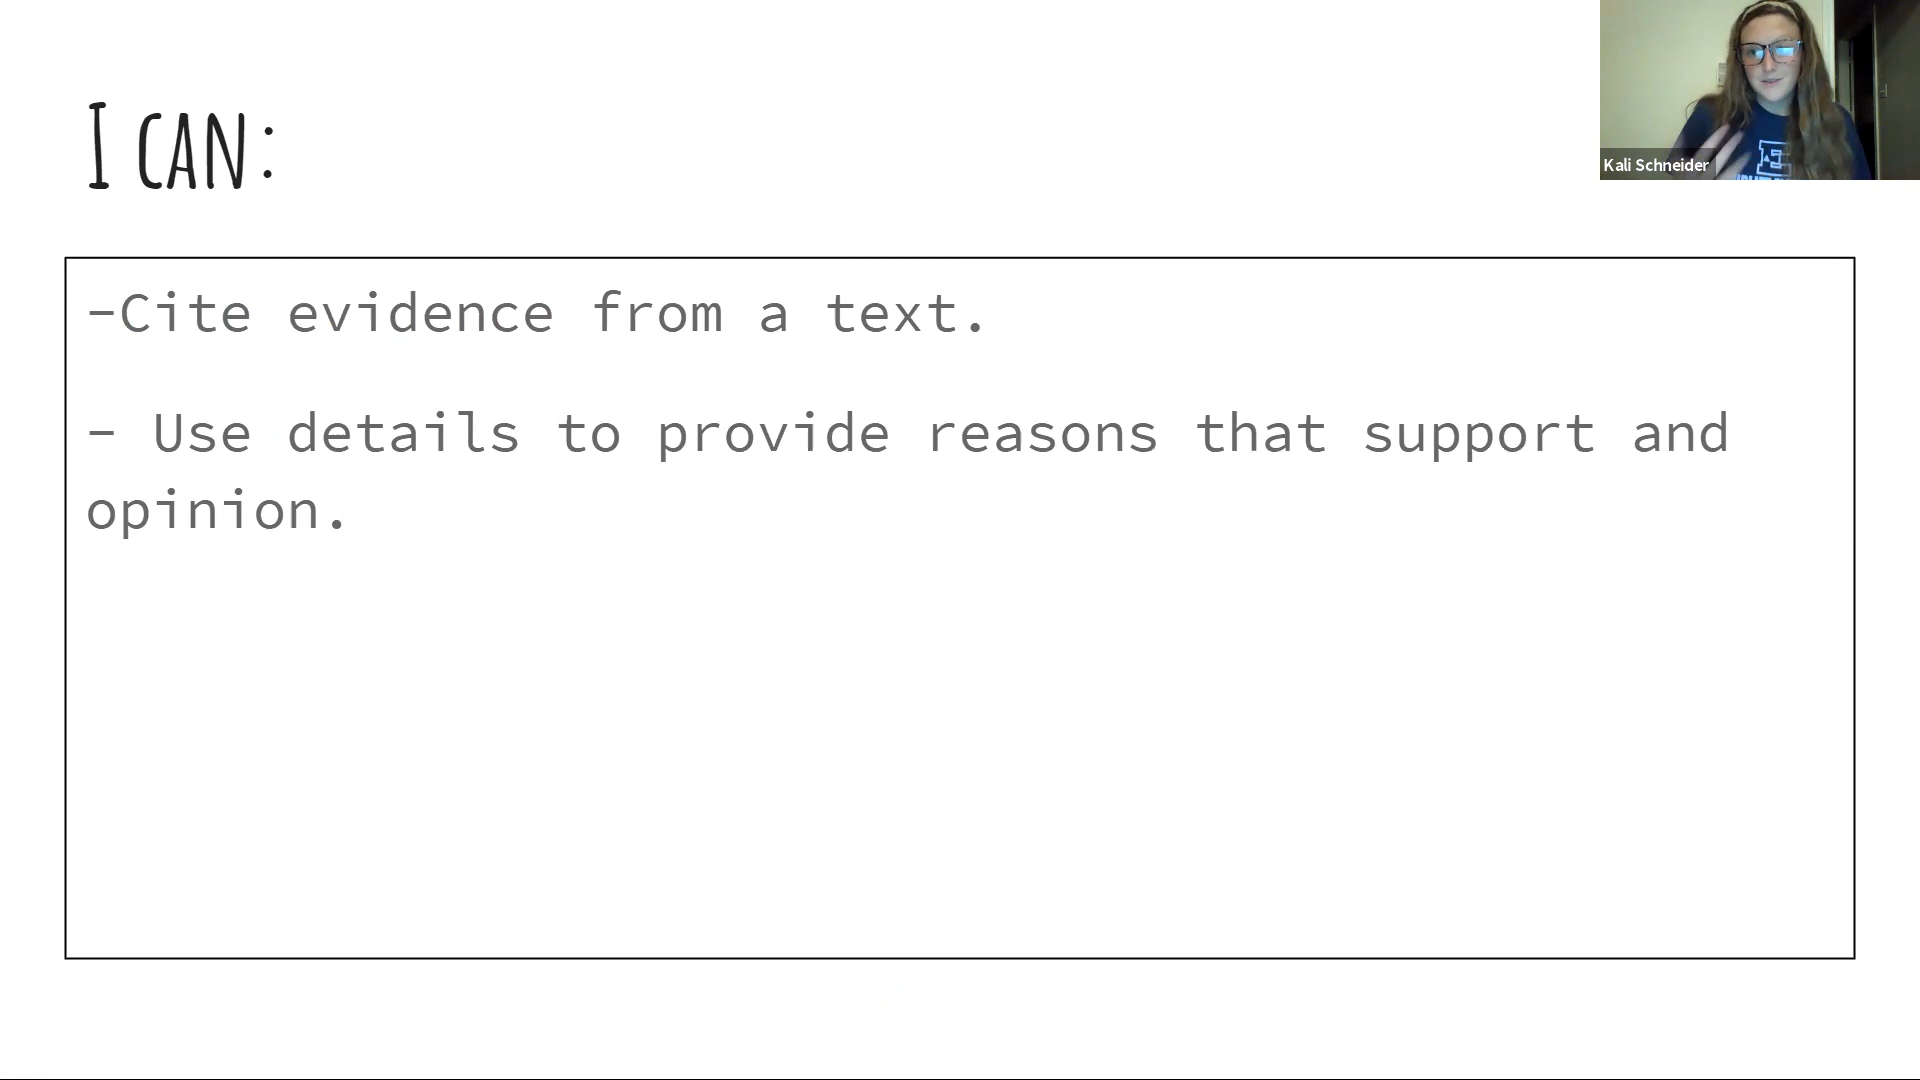 I can:
-Cite evidence from a text.
- Use details to provide reasons that support and
opinion.
Kali Schneider
E